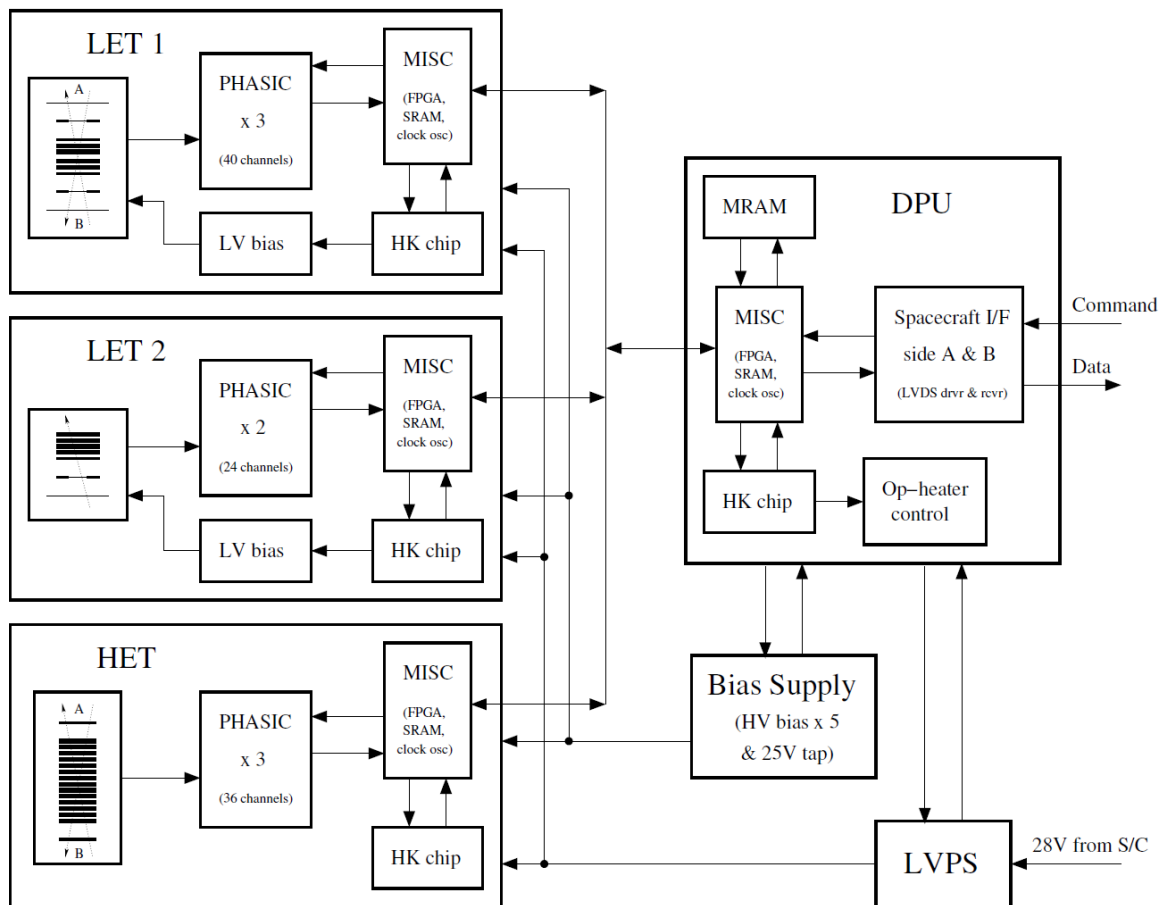 LET 1
A
B
PHASIC
x 3
(40 channels)
MISC
(FPGA,
SRAM,
clock osc)
LV bias
HK chip
LET 2
PHASIC
x 2
(24 channels)
MISC
(FPGA,
SRAM,
clock osc)
LV bias
HK chip
HET
A
B
PHASIC
x 3
(36 channels)
MISC
(FPGA,
SRAM,
clock osc)
HK chip
DPU
MRAM
MISC
(FPGA,
SRAM,
clock osc)
Spacecraft I/F
side A & B
(LVDS drvr & rcvr)
Command
Data
HK chip
Op–heater
control
Bias Supply
(HV bias x 5
& 25V tap)
LVPS
28V from S/C